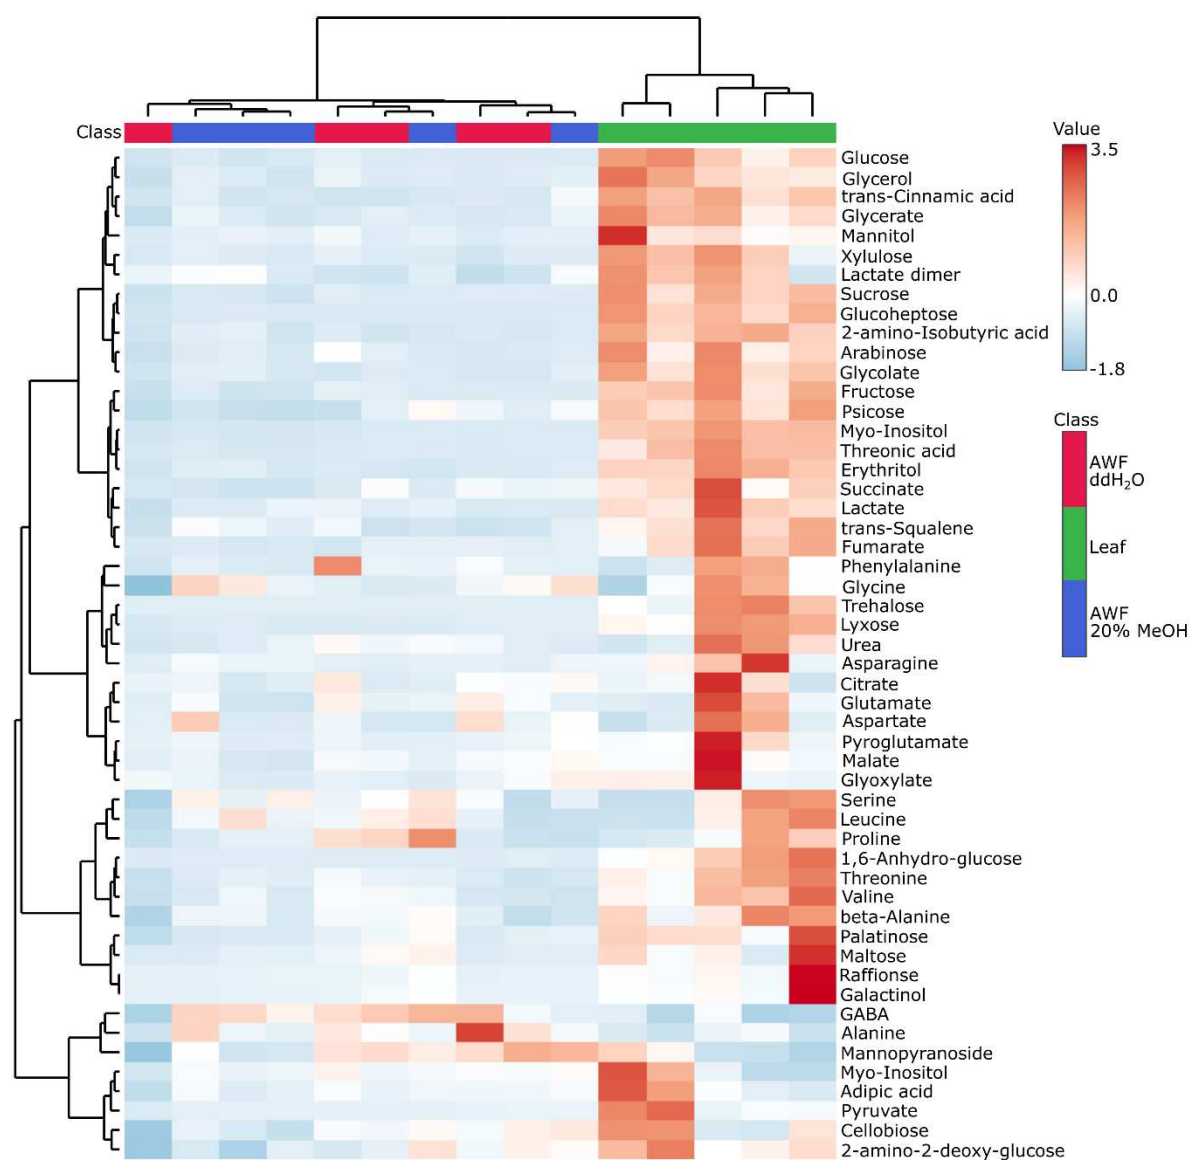 Class
Glucose
Glycerol
trans-Cinnamic acid
Glycerate
Mannitol
Xylulose
Lactate dimer
Sucrose
Glucoheptose
2-amino-Isobutyric acid
Arabinose
Glycolate
Fructose
Psicose
Myo-Inositol
Threonic acid
Erythritol
Succinate
Lactate
trans-Squalene
Fumarate
Phenylalanine
Glycine
Trehalose
Lyxose
Urea
Asparagine
Citrate
Glutamate
Aspartate
Pyroglutamate
Malate
Glyoxylate
Serine
Leucine
Proline
1,6-Anhydro-glucose
Threonine
Valine
beta-Alanine
Palatinose
Maltose
Raffionse
Galactinol
GABA
Alanine
Mannopyranoside
Myo-Inositol
Adipic acid
Pyruvate
Cellobiose
2-amino-2-deoxy-glucose
Value
3.5
0.0
-1.8
Class
AWF
ddH₂O
Leaf
AWF
20% MeOH